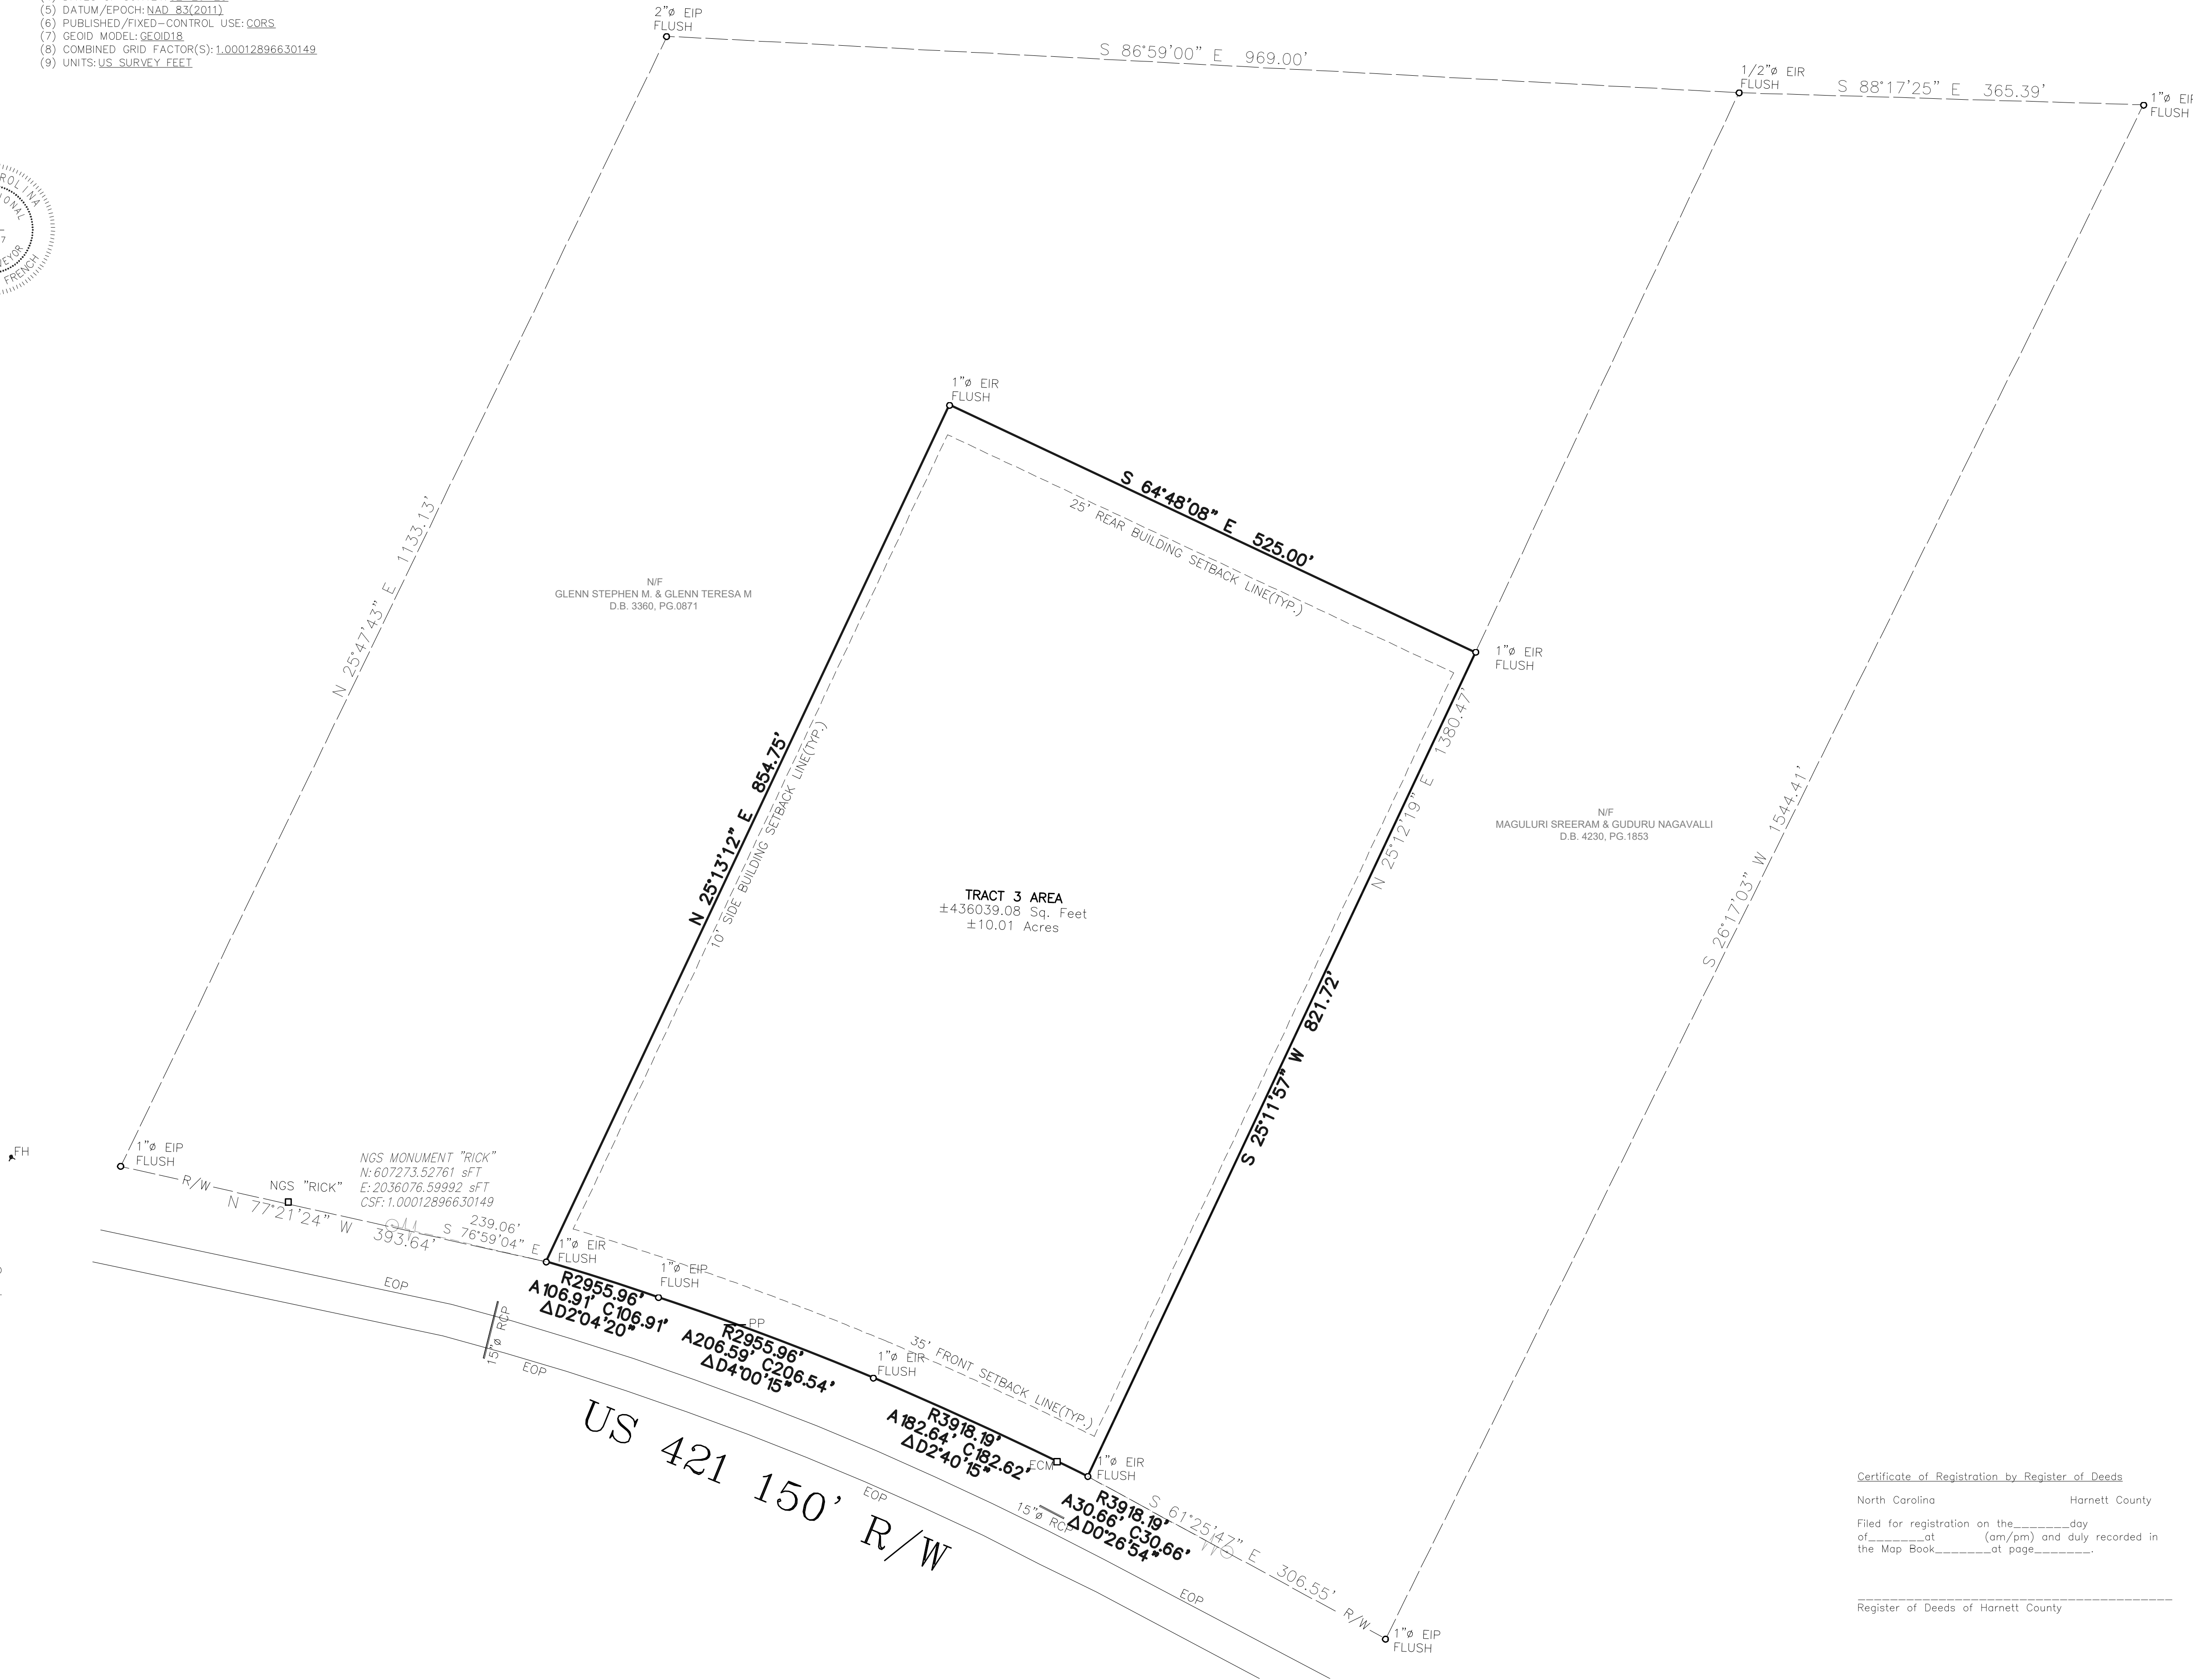 (5) DATUM/EPOCH: NAD 83(2011)
(6) PUBLISHED/FIXED-CONTROL USE: CORS
(7) GEOID MODEL: GEOID18
(8) COMBINED GRID FACTOR(S): 1.00012896630149
(9) UNITS: US SURVEY FEET
2"ø EIP
FLUSH
S 86°59'00" E 969.00'
1/2"ø EIR
FLUSH
S 88°17'25" E 365.39'
1"ø EIP
FLUSH
FRENCH
1"ø EIR
FLUSH
S 64°48'08" E 525.00'
25' REAR BUILDING SETBACK LINE(TYP.)
N 25°47'43" E 1133.13'
N/F
GLENN STEPHEN M. & GLENN TERESA M
D.B. 3360, PG.0871
1"ø EIR
FLUSH
N 25°13'12" E 854.75'
10' SIDE BUILDING SETBACK LINE(TYP.)
N 25°12'19" E 1380.47'
N/F
MAGULURI SREERAM & GUDURU NAGAVALLI
D.B. 4230, PG.1853
S 26°17'03" W 1544.41'
TRACT 3 AREA
±436039.08 Sq. Feet
±10.01 Acres
S 25°11'57" W 821.72'
FH
1"ø EIP
FLUSH
R/W
NGS "RICK"
NGS MONUMENT "RICK"
N: 607273.52761 sFT
E: 2036076.59992 sFT
CSF: 1.00012896630149
N 77°21'24" W 393.64'
239.06'
S 76°59'04" E
1"ø EIR
FLUSH
1"ø EIP
FLUSH
R2955.96'
A106.91' C106.91'
ΔD2°04'20"
EOP
15"ø RCP
EOP
PP
R2955.96'
A206.59' C206.54'
ΔD4°00'15"
1"ø EIR
FLUSH
35' FRONT SETBACK LINE(TYP.)
R3918.19'
A182.64' C182.62'
ΔD2°40'15"
ECM
1"ø EIR
FLUSH
US 421 150' R/W
EOP
15"ø RCP
R3918.19'
A30.66' C30.66'
ΔD0°26'54"
S 61°25'47" E 306.55'
R/W
EOP
1"ø EIP
FLUSH
Certificate of Registration by Register of Deeds
North Carolina Harnett County
Filed for registration on the_______day
of_______at (am/pm) and duly recorded in
the Map Book_______at page_______.
Register of Deeds of Harnett County